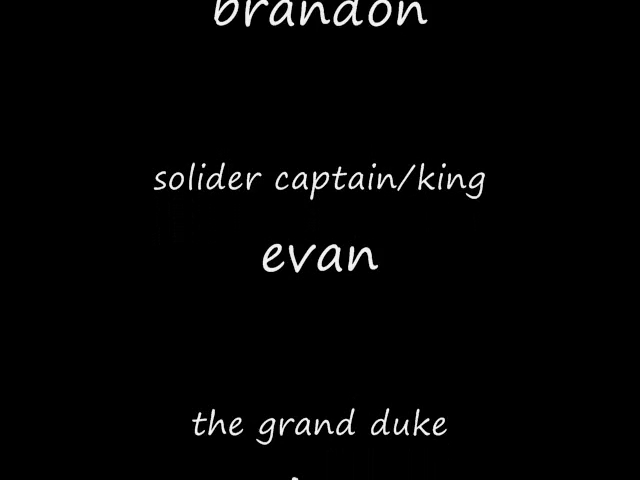 brandon
solider captain/king
evan
the grand duke